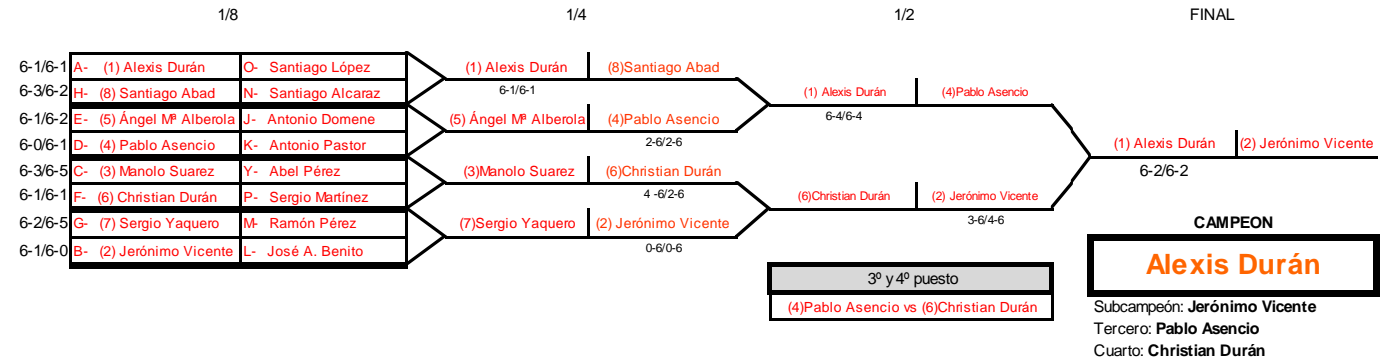 1/8 1/4 1/2 FINAL
6-1/6-1 A- (1) Alexis Durán O- Santiago López
6-3/6-2 H- (8) Santiago Abad N- Santiago Alcaraz
6-1/6-2 E- (5) Ángel Mª Alberola J- Antonio Domene
6-0/6-1 D- (4) Pablo Asencio K- Antonio Pastor
6-3/6-5 C- (3) Manolo Suarez Y- Abel Pérez
6-1/6-1 F- (6) Christian Durán P- Sergio Martínez
6-2/6-5 G- (7) Sergio Yaquero M- Ramón Pérez
6-1/6-0 B- (2) Jerónimo Vicente L- José A. Benito
(1) Alexis Durán (8)Santiago Abad
6-1/6-1
(5) Ángel Mª Alberola (4)Pablo Asencio
2-6/2-6
(3)Manolo Suarez (6)Christian Durán
4 -6/2-6
(7)Sergio Yaquero (2) Jerónimo Vicente
0-6/0-6
(1) Alexis Durán (4)Pablo Asencio
6-4/6-4
(6)Christian Durán (2) Jerónimo Vicente
3-6/4-6
3º y 4º puesto
(4)Pablo Asencio vs (6)Christian Durán
(1) Alexis Durán (2) Jerónimo Vicente
6-2/6-2
CAMPEON
Alexis Durán
Subcampeón: Jerónimo Vicente
Tercero: Pablo Asencio
Cuarto: Christian Durán